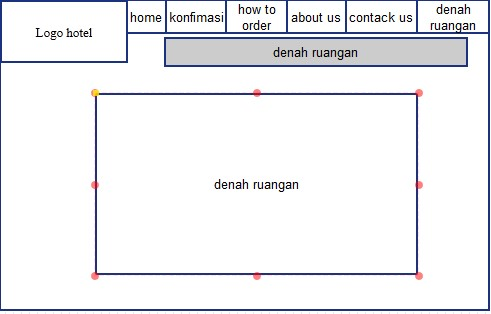 Logo hotel
home
konfimasi
how to
order
about us
contack us
denah
ruangan
denah ruangan
denah ruangan